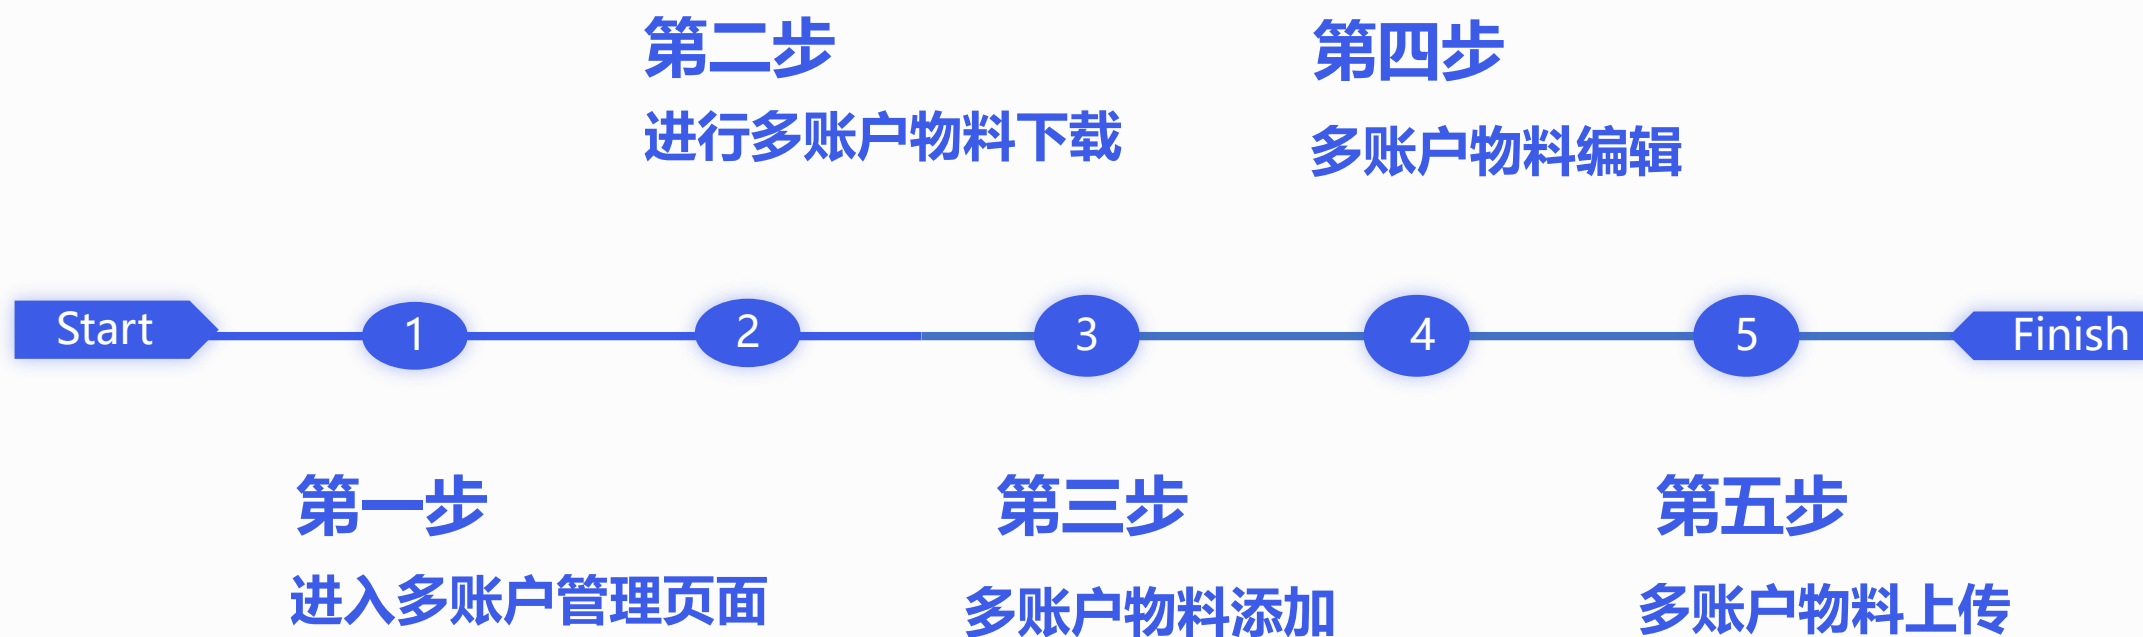 第二步
进行多账户物料下载
第四步
多账户物料编辑
Start
1
2
3
4
5
Finish
第一步
进入多账户管理页面
第三步
多账户物料添加
第五步
多账户物料上传